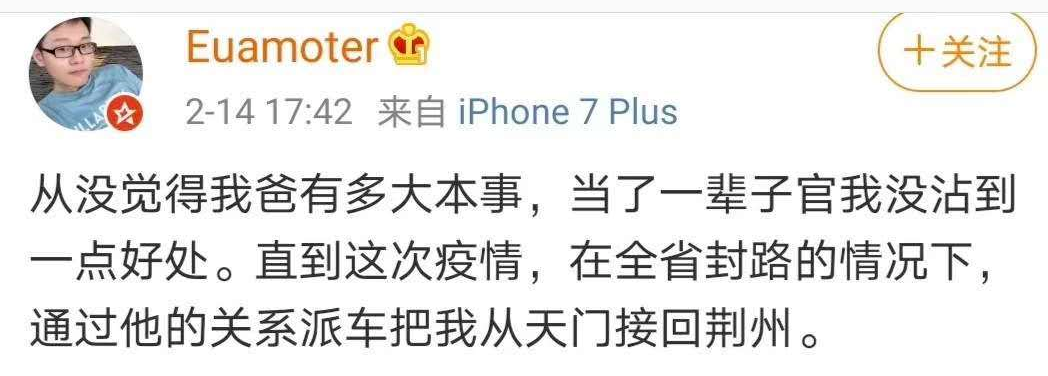 Euamoter
+关注
2-14 17:42 来自 iPhone 7 Plus
从没觉得我爸有多大本事，当了一辈子官我没沾到
一点好处。直到这次疫情，在全省封路的情况下，
通过他的关系派车把我从天门接回荆州。